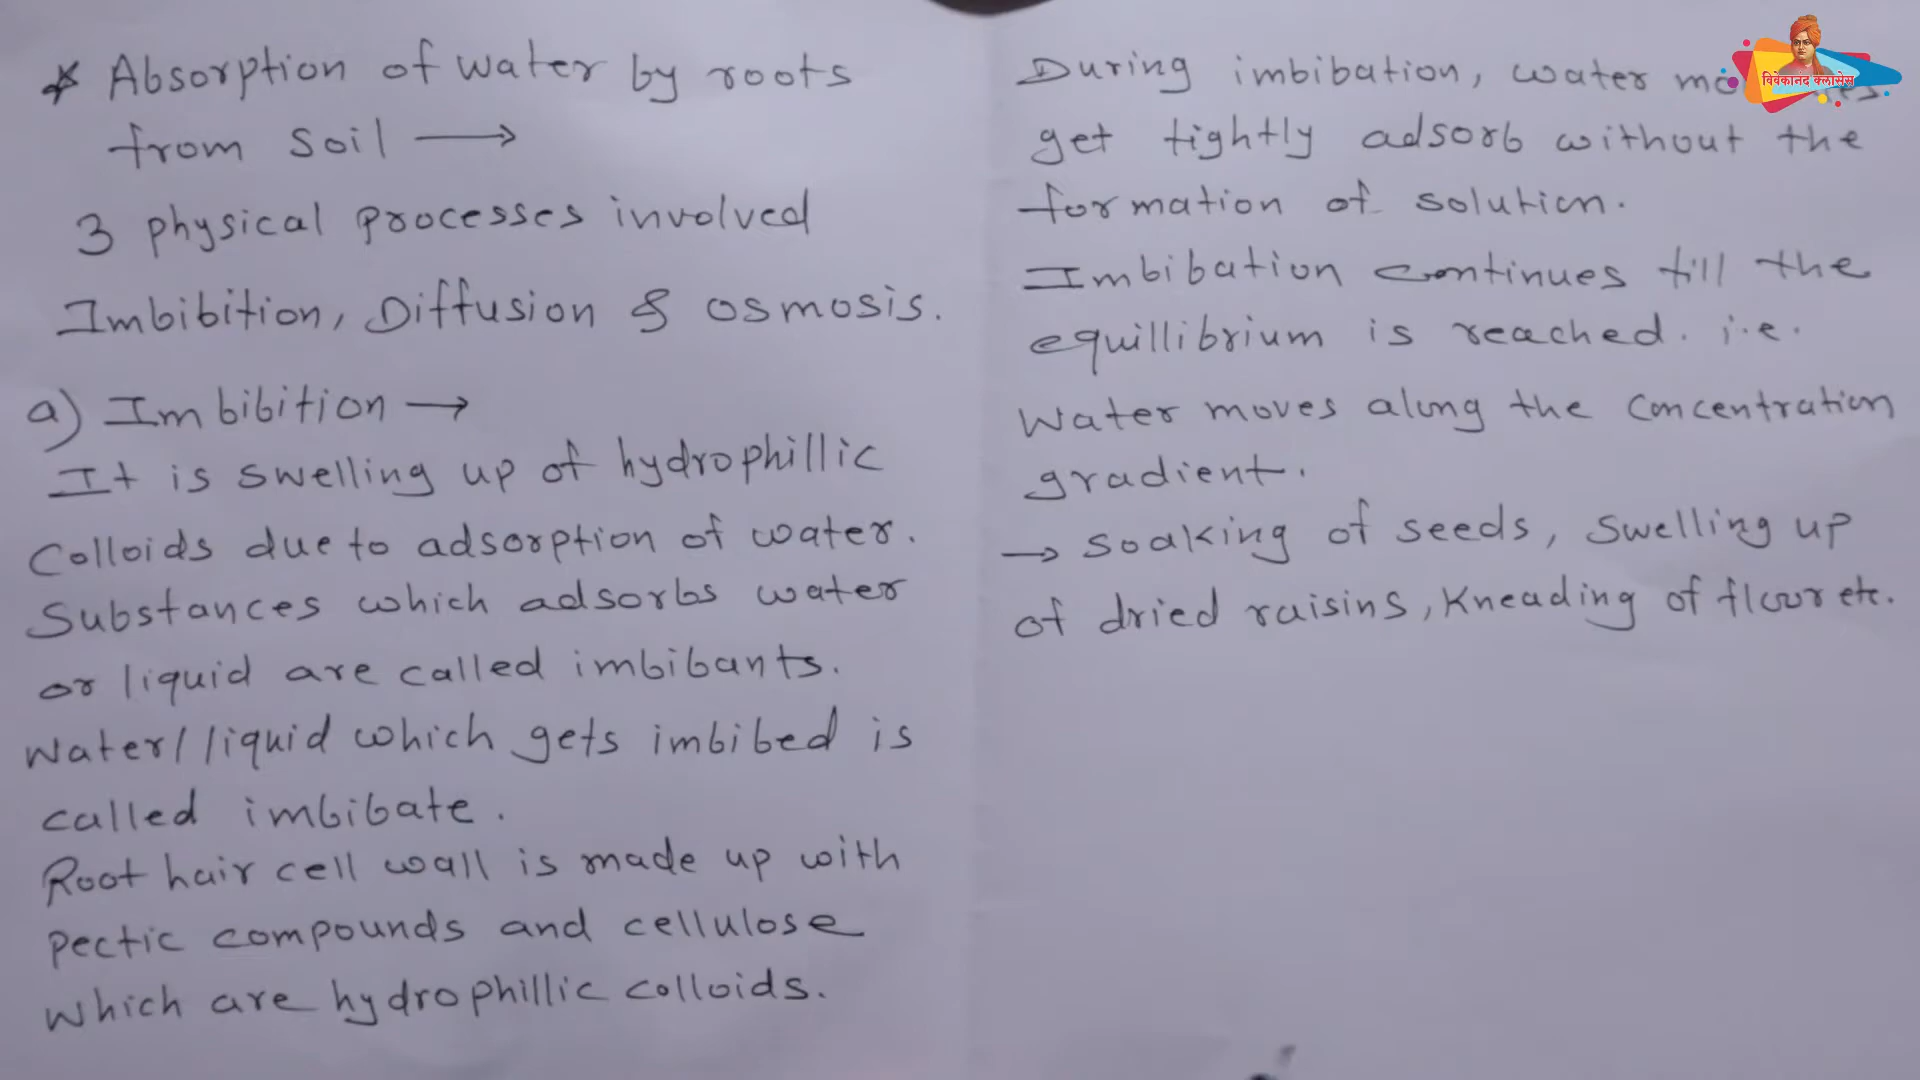 * Absorption of water by roots
from soil →
3 physical processes involved
Imbibition, Diffusion & osmosis.
a) Imbibition →
It is swelling up of hydrophillic
Colloids due to adsorption of water.
Substances which adsorbs water
or liquid are called imbibants.
Water/liquid which gets imbibed is
called imbibate.
Root hair cell wall is made up with
pectic compounds and cellulose
which are hydrophillic colloids.
During imbibation, water
get tightly adsorb without the
formation of solution.
Imbibation continues till the
equillibrium is reached. i.e.
Water moves along the concentration
gradient.
→ Soaking of seeds, swelling up
of dried raisins, Kneading of flour etc.
विवेकानंद क्लासेस